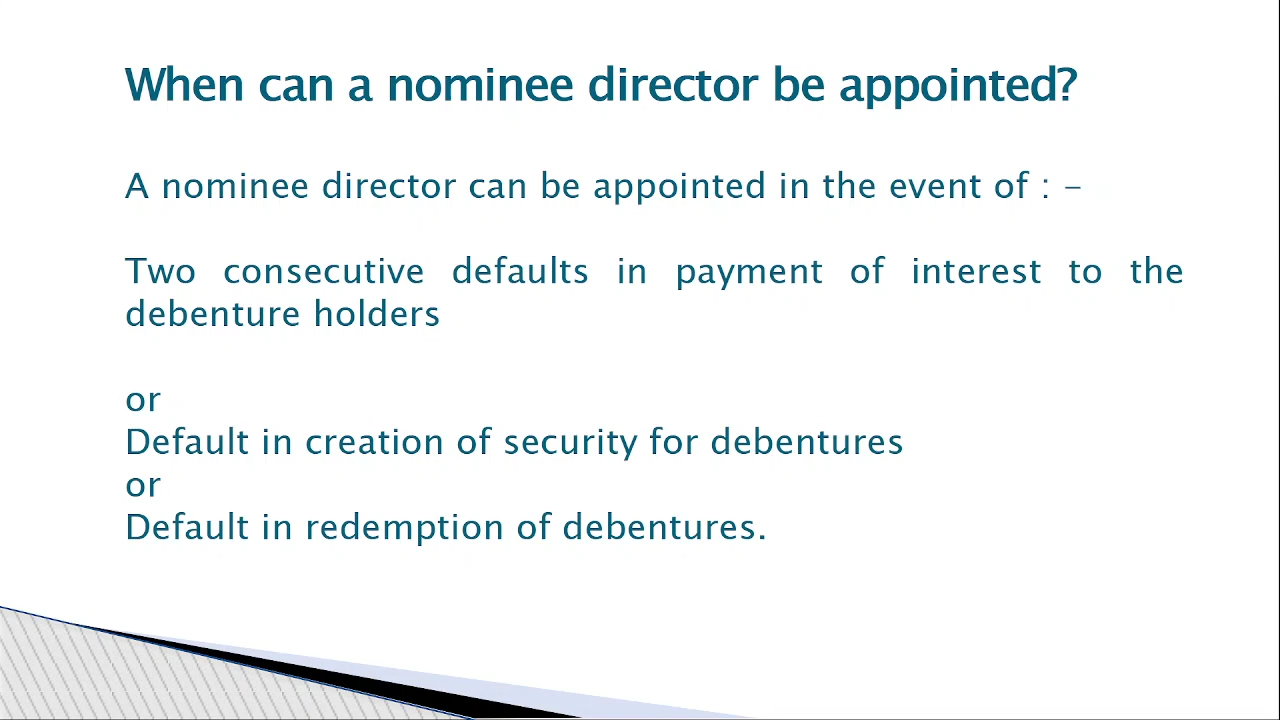 When can a nominee director be appointed?
A nominee director can be appointed in the event of : -
Two consecutive defaults in payment of interest to the
debenture holders
or
Default in creation of security for debentures
or
Default in redemption of debentures.